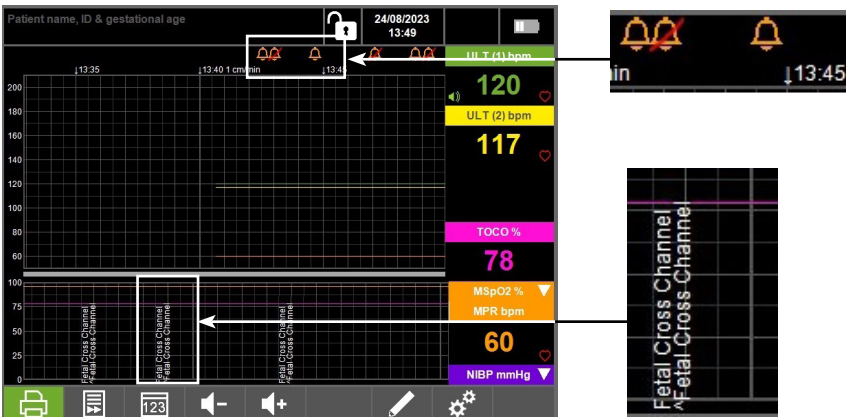 Patient name, ID & gestational age
24/08/2023
13:49
↓13:35
↓13:40 1 cm/min
↓13:45
ULT (1) bpm
120
ULT (2) bpm
117
TOCO %
78
MSpO2 %
MPR bpm
60
NIBP mmHg
200
180
160
140
120
100
80
60
100
75
50
25
0
Fetal Cross Channel
^Fetal Cross Channel
Fetal Cross Channel
^Fetal Cross Channel
Fetal Cross Channel
^Fetal Cross Channel
123
in
↓13:45
Fetal Cross Channel
^Fetal Cross Channel